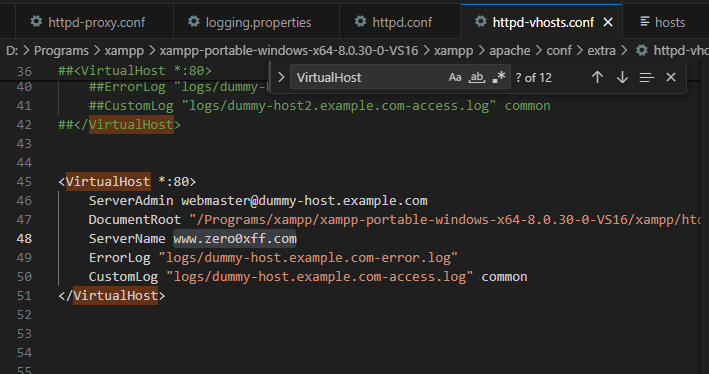 httpd-proxy.conf logging.properties httpd.conf httpd-vhosts.conf hosts
D: > Programs > xampp > xampp-portable-windows-x64-8.0.30-0-VS16 > xampp > apache > conf > extra > httpd-vho
36 ##<VirtualHost *:80>
VirtualHost Aa ab .* ? of 12
40 ##ErrorLog "logs/dummy-
41 ##CustomLog "logs/dummy-host2.example.com-access.log" common
42 ##</VirtualHost>
43
44
45 <VirtualHost *:80>
46 ServerAdmin webmaster@dummy-host.example.com
47 DocumentRoot "/Programs/xampp/xampp-portable-windows-x64-8.0.30-0-VS16/xampp/htd
48 ServerName www.zero0xff.com
49 ErrorLog "logs/dummy-host.example.com-error.log"
50 CustomLog "logs/dummy-host.example.com-access.log" common
51 </VirtualHost>
52
53
54
55